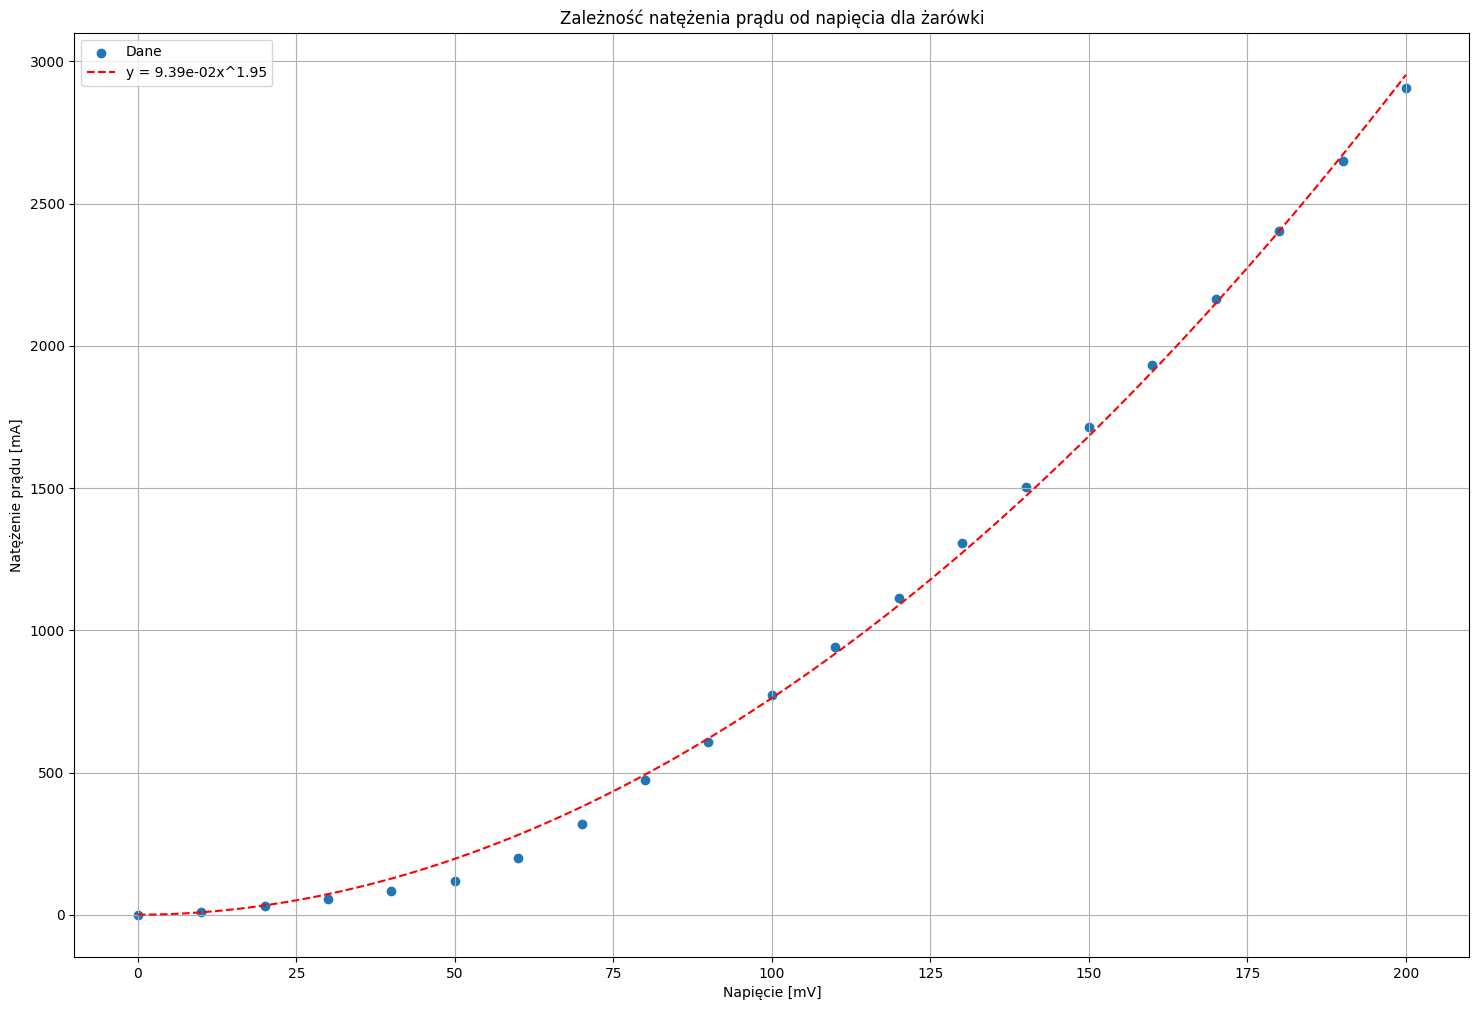 Zależność natężenia prądu od napięcia dla żarówki
Dane
y = 9.39e-02x^1.95
3000
2500
2000
1500
1000
500
0
Natężenie prądu [mA]
0 25 50 75 100 125 150 175 200
Napięcie [mV]